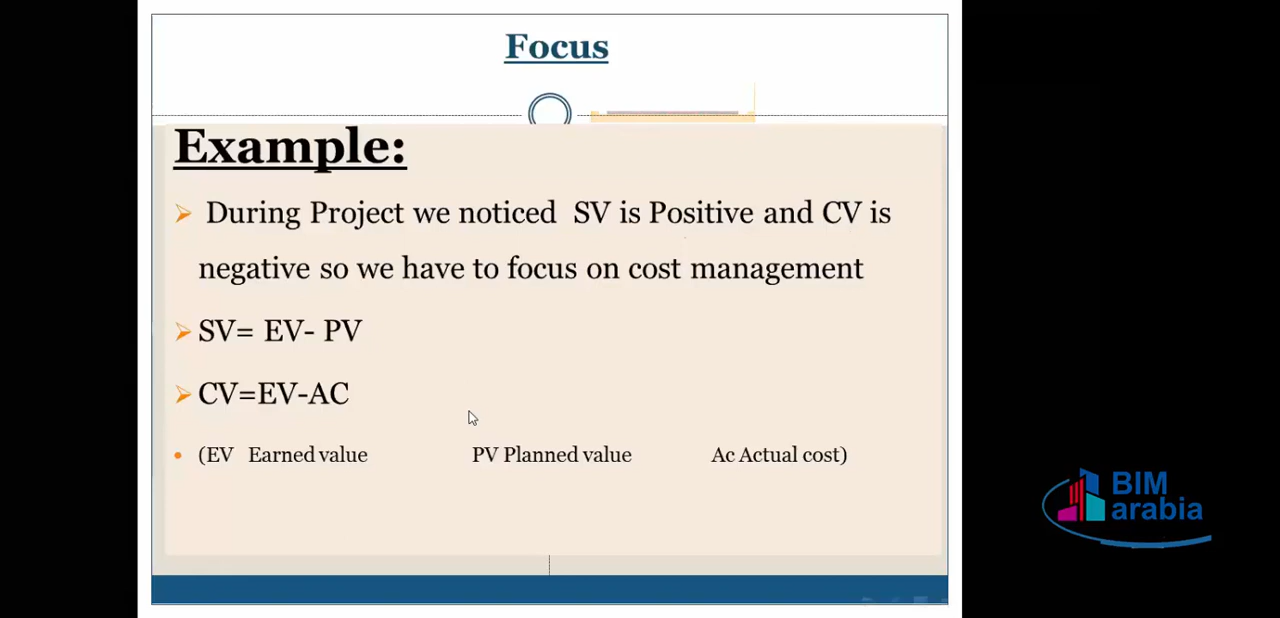 Focus
Example:
During Project we noticed SV is Positive and CV is
negative so we have to focus on cost management
SV= EV- PV
CV=EV-AC
(EV Earned value PV Planned value Ac Actual cost)
BIM
arabia